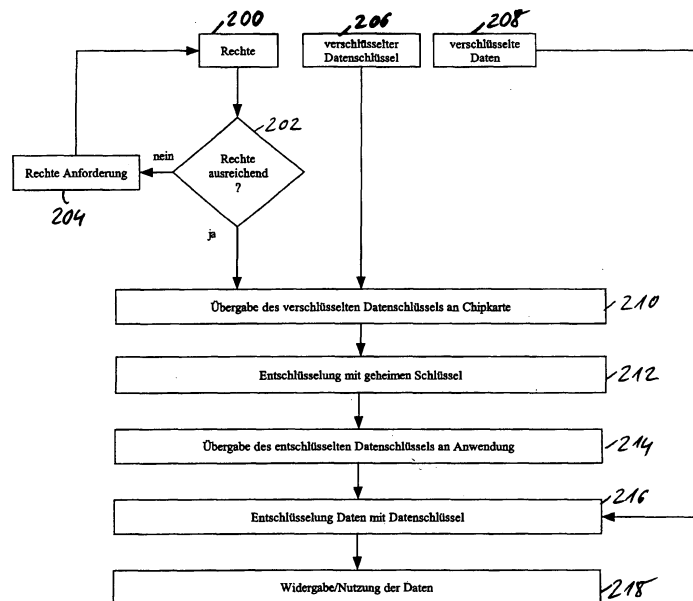 200
206
208
Rechte
verschlüsselter
Datenschlüssel
verschlüsselte
Daten
202
nein
Rechte
ausreichend
?
Rechte Anforderung
204
ja
Übergabe des verschlüsselten Datenschlüssels an Chipkarte
210
Entschlüsselung mit geheimen Schlüssel
212
Übergabe des entschlüsselten Datenschlüssels an Anwendung
214
216
Entschlüsselung Daten mit Datenschlüssel
Widergabe/Nutzung der Daten
218